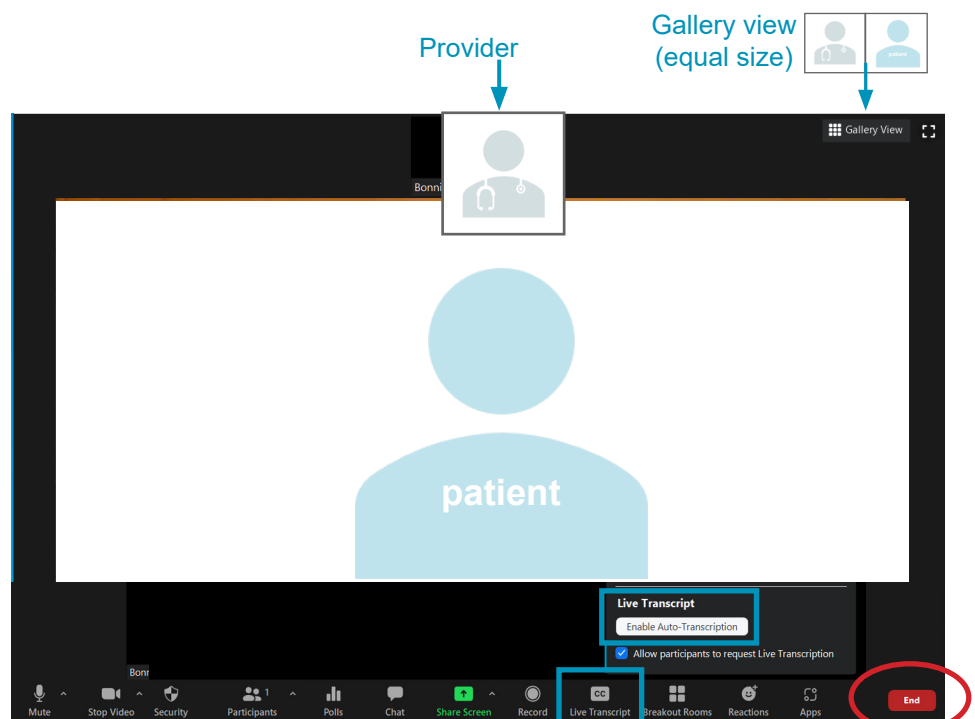 Gallery view
(equal size)
patient
Provider
Gallery View
Bonni
patient
Live Transcript
Enable Auto-Transcription
Allow participants to request Live Transcription
Bonr
Mute
Stop Video
Security
1
Participants
Polls
Chat
Share Screen
Record
CC
Live Transcript
Breakout Rooms
Reactions
Apps
End